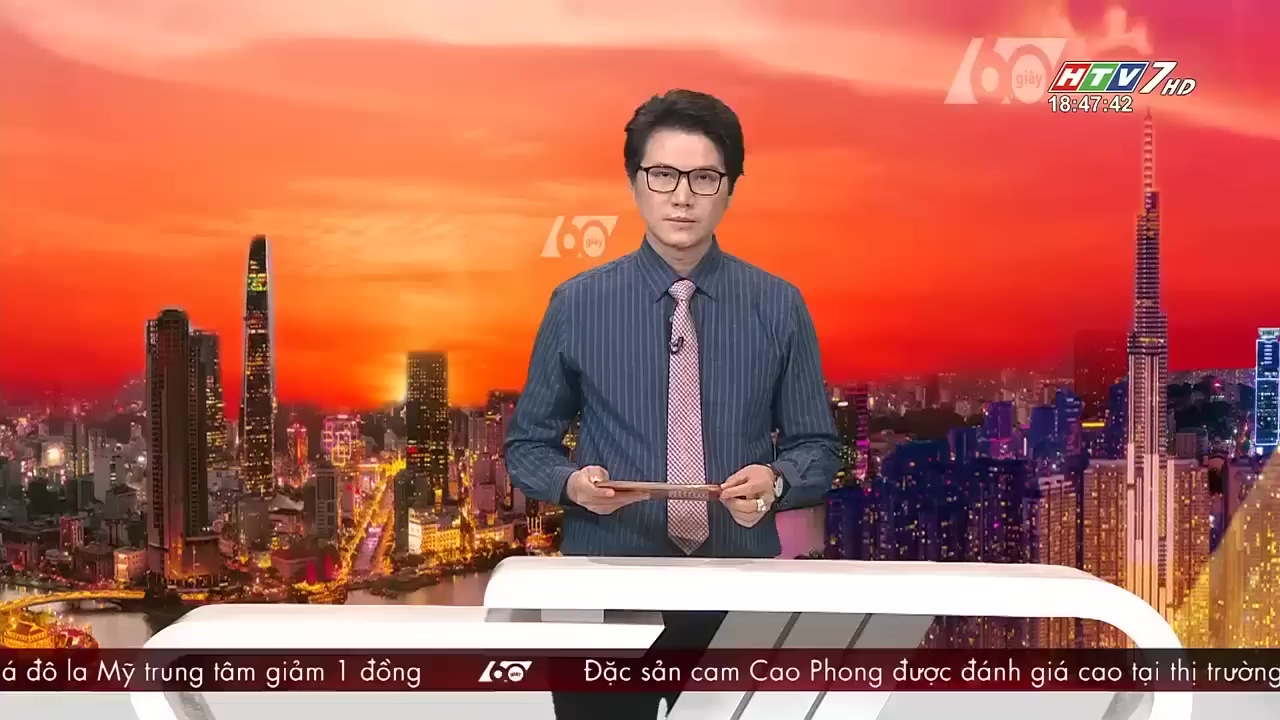 60 giây HTV7 HD
18:47:42
60 giây
á đô la Mỹ trung tâm giảm 1 đồng 60 giây Đặc sản cam Cao Phong được đánh giá cao tại thị trường